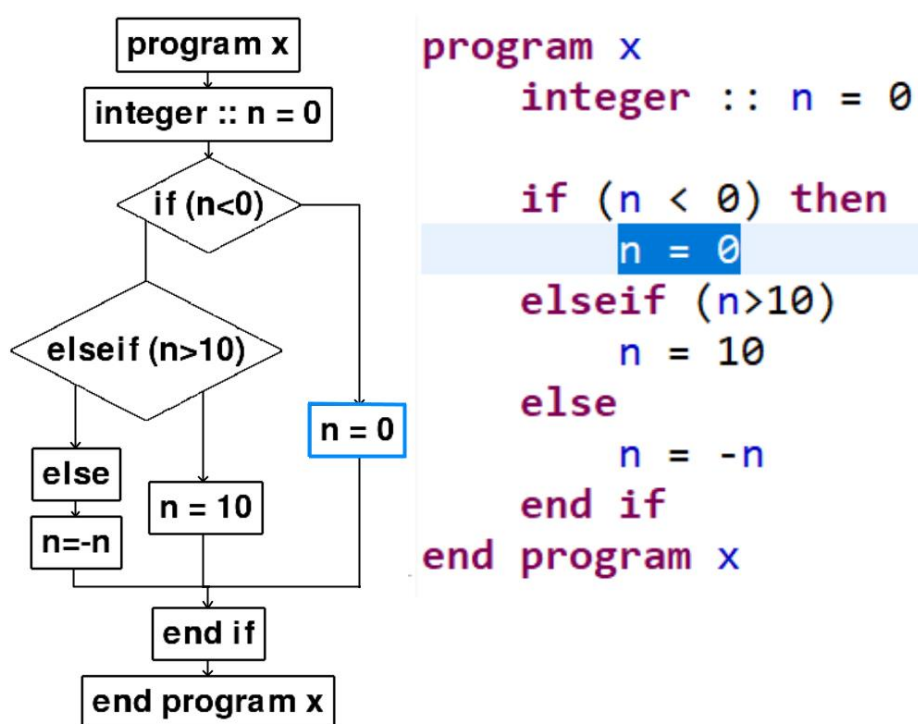 program x
integer :: n = 0
if (n<0)
elseif (n>10)
n = 0
else
n = 10
n=-n
end if
end program x
program x
integer :: n = 0
if (n < 0) then
n = 0
elseif (n>10)
n = 10
else
n = -n
end if
end program x